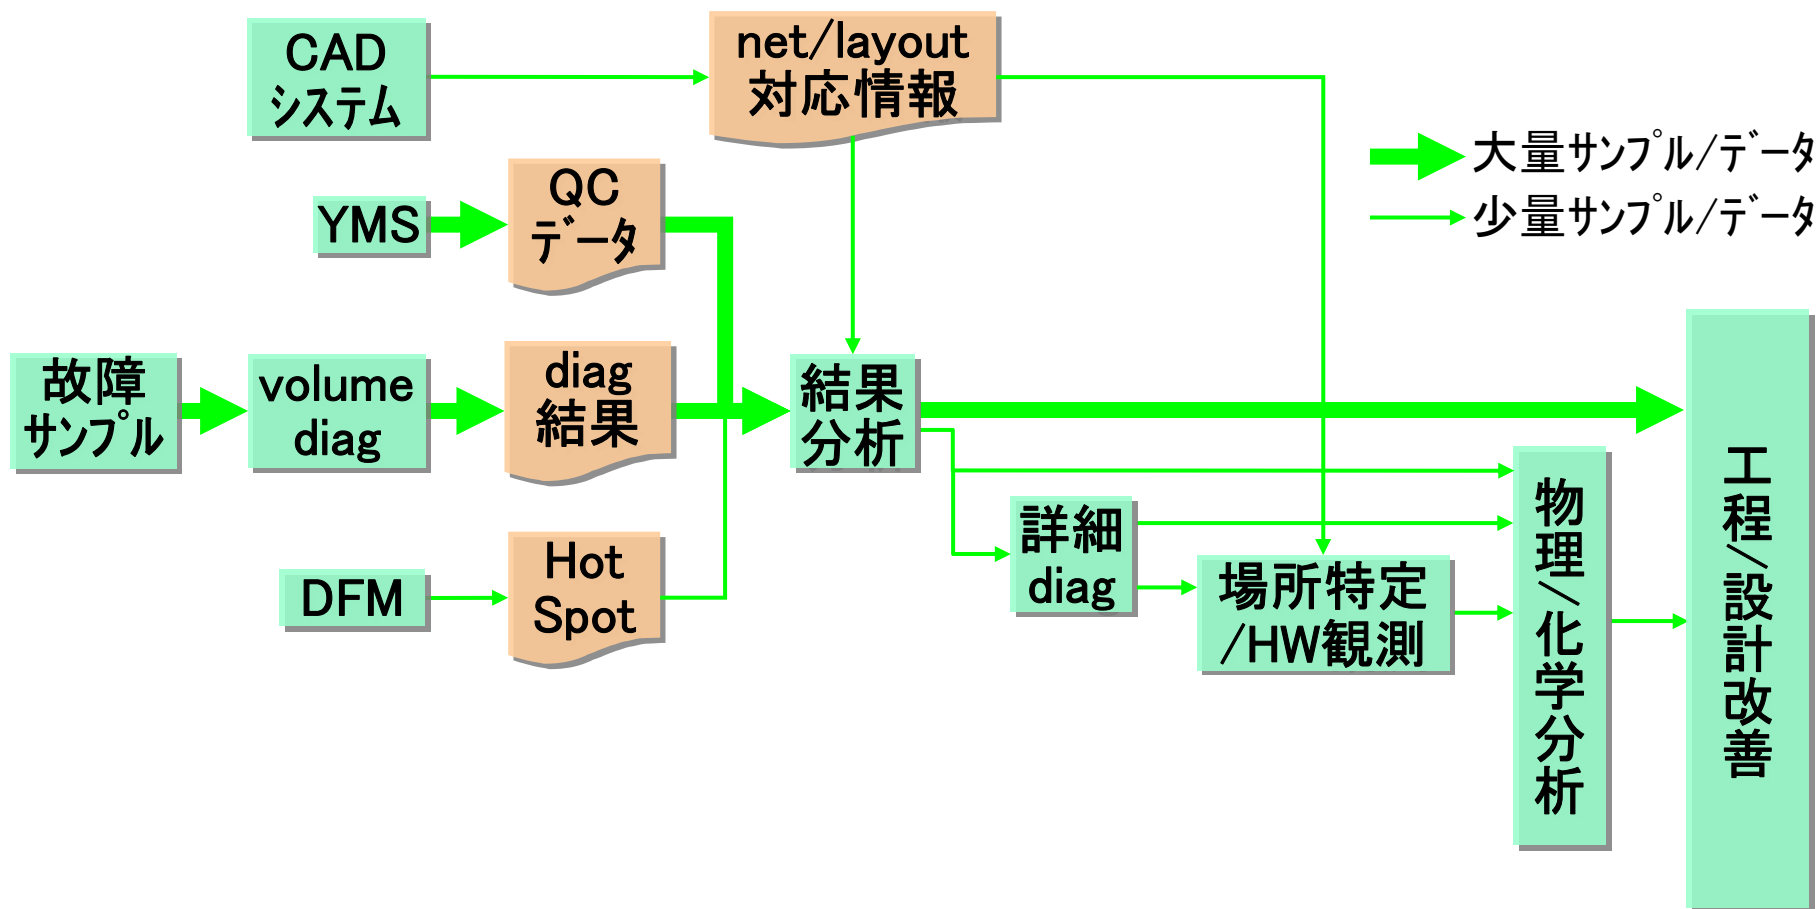 CAD
システム
net/layout
対応情報
大量サンプル/データ
少量サンプル/データ
YMS
QC
データ
故障
サンプル
volume
diag
diag
結果
結果
分析
DFM
Hot
Spot
詳細
diag
場所特定
/HW観測
物理/化学分析
工程/設計改善